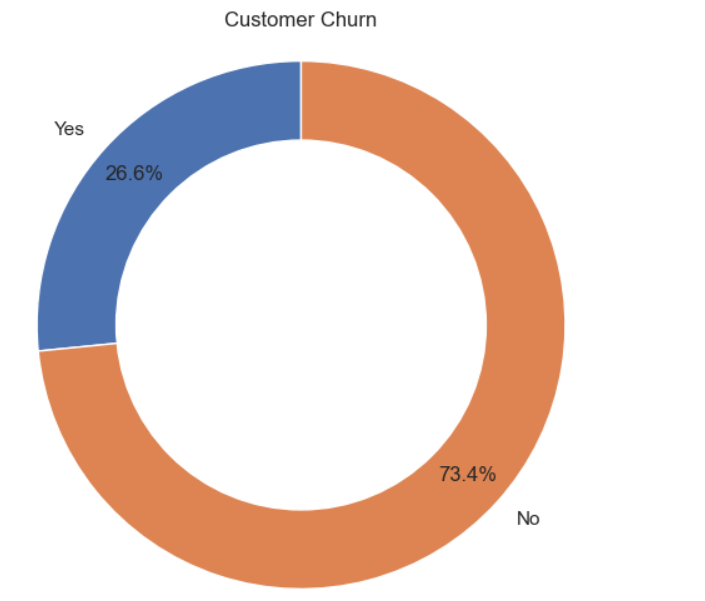 Customer Churn
Yes
26.6%
73.4%
No